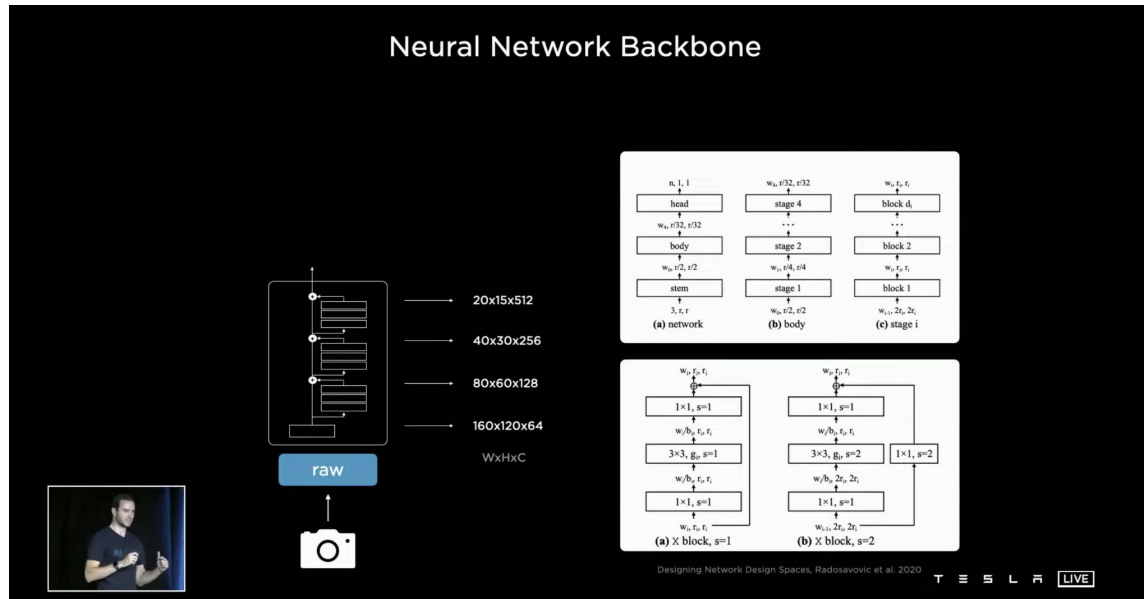 Neural Network Backbone
20x15x512
40x30x256
80x60x128
160x120x64
WxHxC
raw
n, 1, 1
head
w₄, r/32, r/32
body
w₀, r/2, r/2
stem
3, r, r
(a) network
w₄, r/32, r/32
stage 4
...
stage 2
w₁, r/4, r/4
stage 1
w₀, r/2, r/2
(b) body
wᵢ, rᵢ, rᵢ
block dᵢ
...
block 2
wᵢ, rᵢ, rᵢ
block 1
wᵢ₋₁, 2rᵢ, 2rᵢ
(c) stage i
wᵢ, rᵢ, rᵢ
1×1, s=1
wᵢ/bᵢ, rᵢ, rᵢ
3×3, gᵢ, s=1
wᵢ/bᵢ, rᵢ, rᵢ
1×1, s=1
wᵢ, rᵢ, rᵢ
(a) X block, s=1
wᵢ, rᵢ, rᵢ
1×1, s=1
wᵢ/bᵢ, rᵢ, rᵢ
3×3, gᵢ, s=2
1×1, s=2
wᵢ/bᵢ, 2rᵢ, 2rᵢ
1×1, s=1
wᵢ₋₁, 2rᵢ, 2rᵢ
(b) X block, s=2
Designing Network Design Spaces, Radosavovic et al. 2020
TESLA LIVE